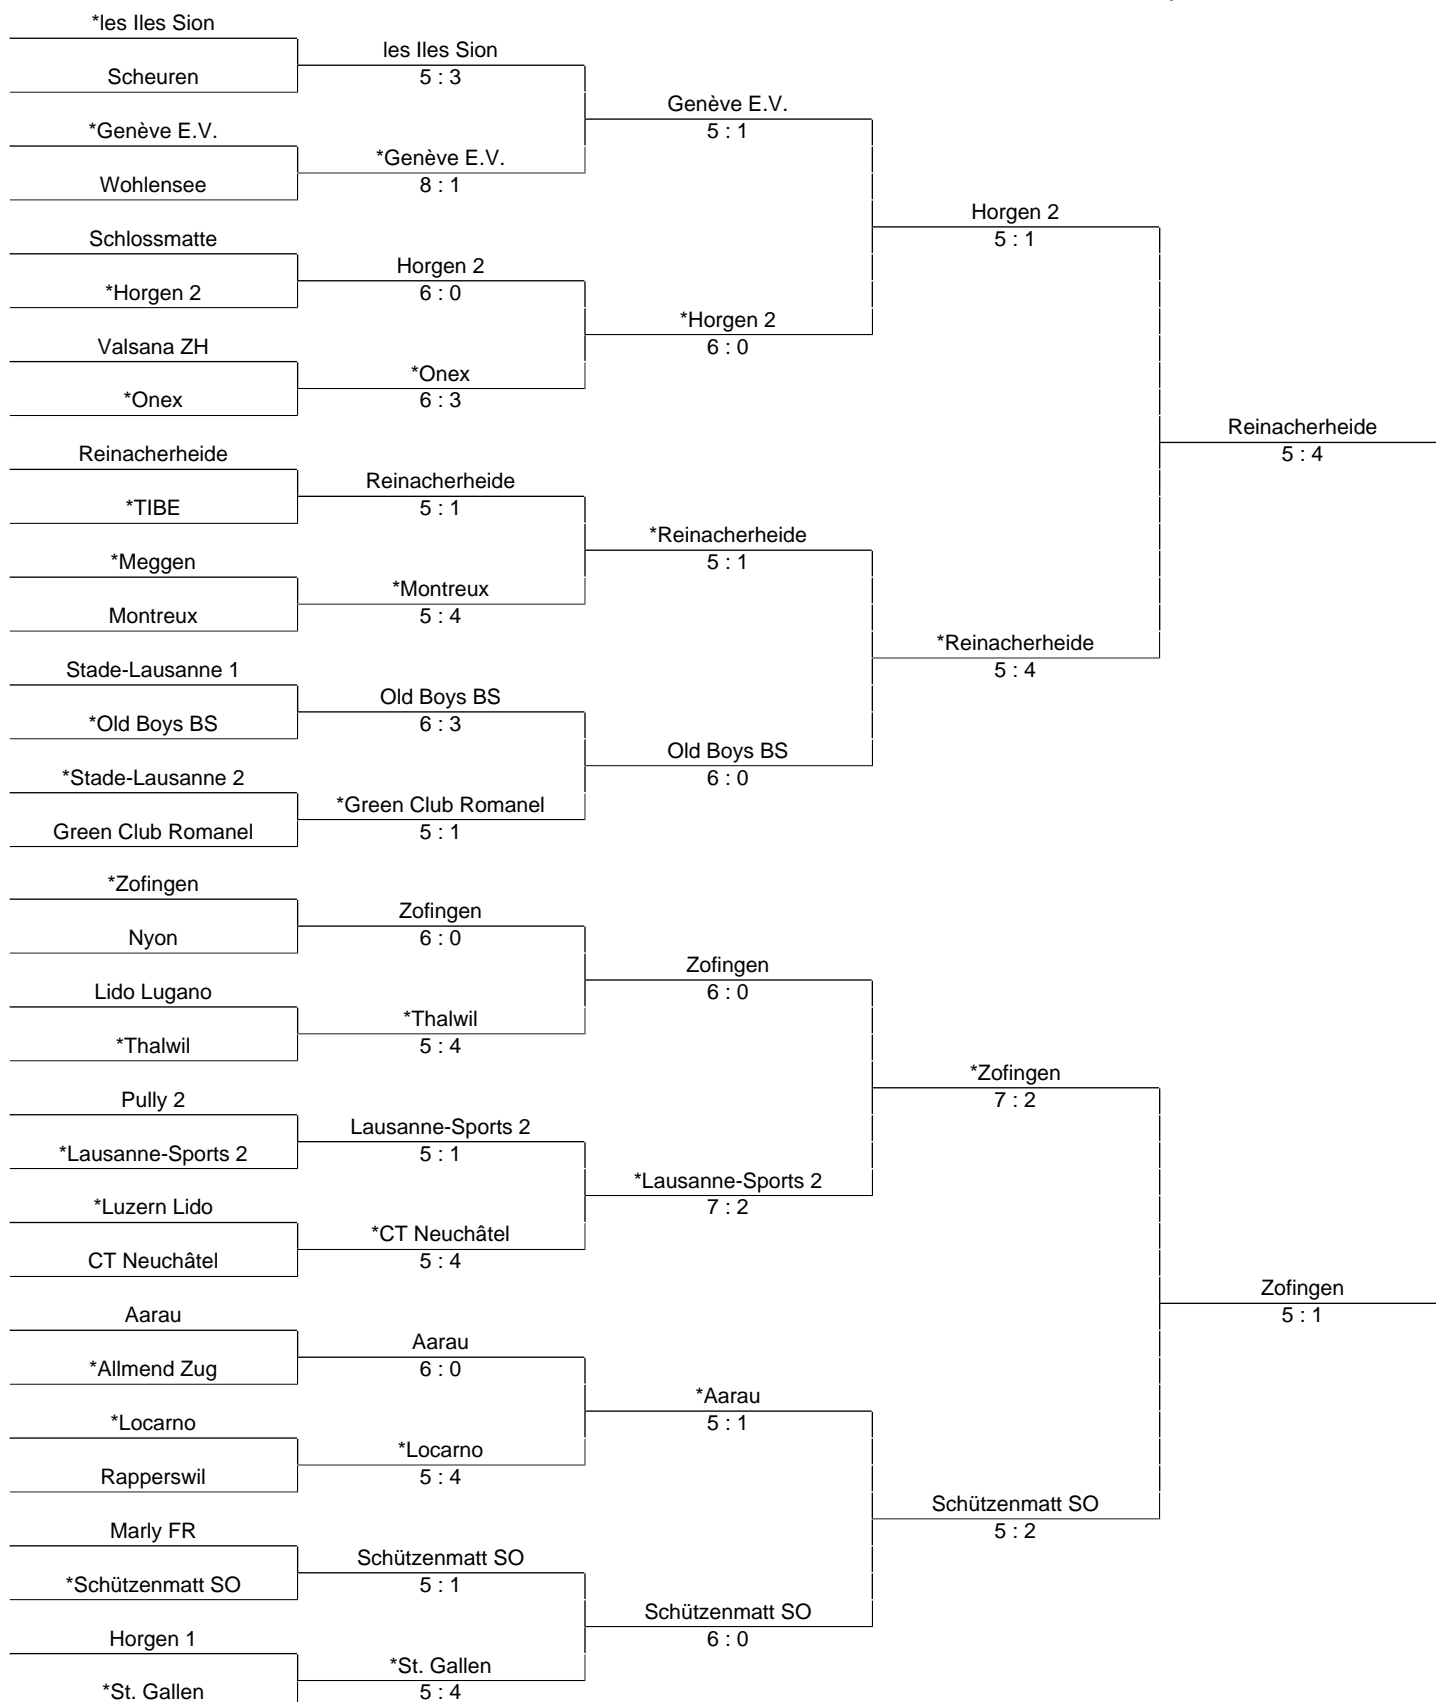 *les Iles Sion
les Iles Sion
Scheuren
5 : 3
Genève E.V.
*Genève E.V.
5 : 1
*Genève E.V.
Wohlensee
8 : 1
Horgen 2
Schlossmatte
5 : 1
Horgen 2
*Horgen 2
6 : 0
*Horgen 2
Valsana ZH
6 : 0
*Onex
*Onex
6 : 3
Reinacherheide
Reinacherheide
5 : 4
Reinacherheide
*TIBE
5 : 1
*Reinacherheide
*Meggen
5 : 1
*Montreux
Montreux
5 : 4
*Reinacherheide
Stade-Lausanne 1
5 : 4
Old Boys BS
*Old Boys BS
6 : 3
Old Boys BS
*Stade-Lausanne 2
6 : 0
*Green Club Romanel
Green Club Romanel
5 : 1
*Zofingen
Zofingen
Nyon
6 : 0
Zofingen
Lido Lugano
6 : 0
*Thalwil
*Thalwil
5 : 4
*Zofingen
Pully 2
7 : 2
Lausanne-Sports 2
*Lausanne-Sports 2
5 : 1
*Lausanne-Sports 2
*Luzern Lido
7 : 2
*CT Neuchâtel
CT Neuchâtel
5 : 4
Zofingen
Aarau
5 : 1
Aarau
*Allmend Zug
6 : 0
*Aarau
*Locarno
5 : 1
*Locarno
Rapperswil
5 : 4
Schützenmatt SO
Marly FR
5 : 2
Schützenmatt SO
*Schützenmatt SO
5 : 1
Schützenmatt SO
Horgen 1
6 : 0
*St. Gallen
*St. Gallen
5 : 4